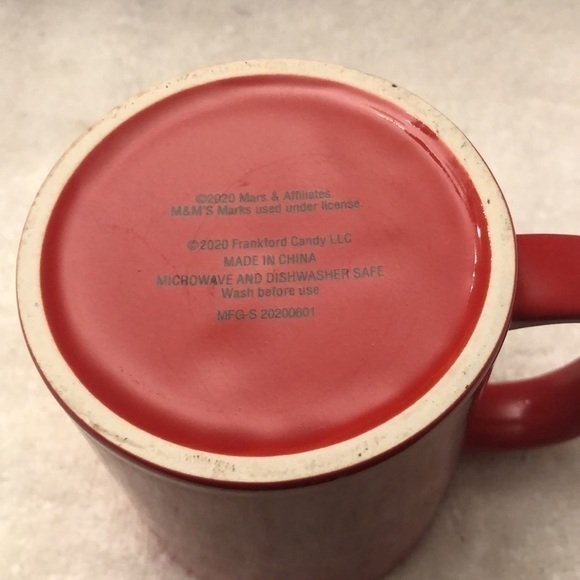 ©2020 Mars & Affiliates
M&M'S Marks used under license.
©2020 Frankford Candy LLC
MADE IN CHINA
MICROWAVE AND DISHWASHER SAFE
Wash before use
MFG-S 20200601